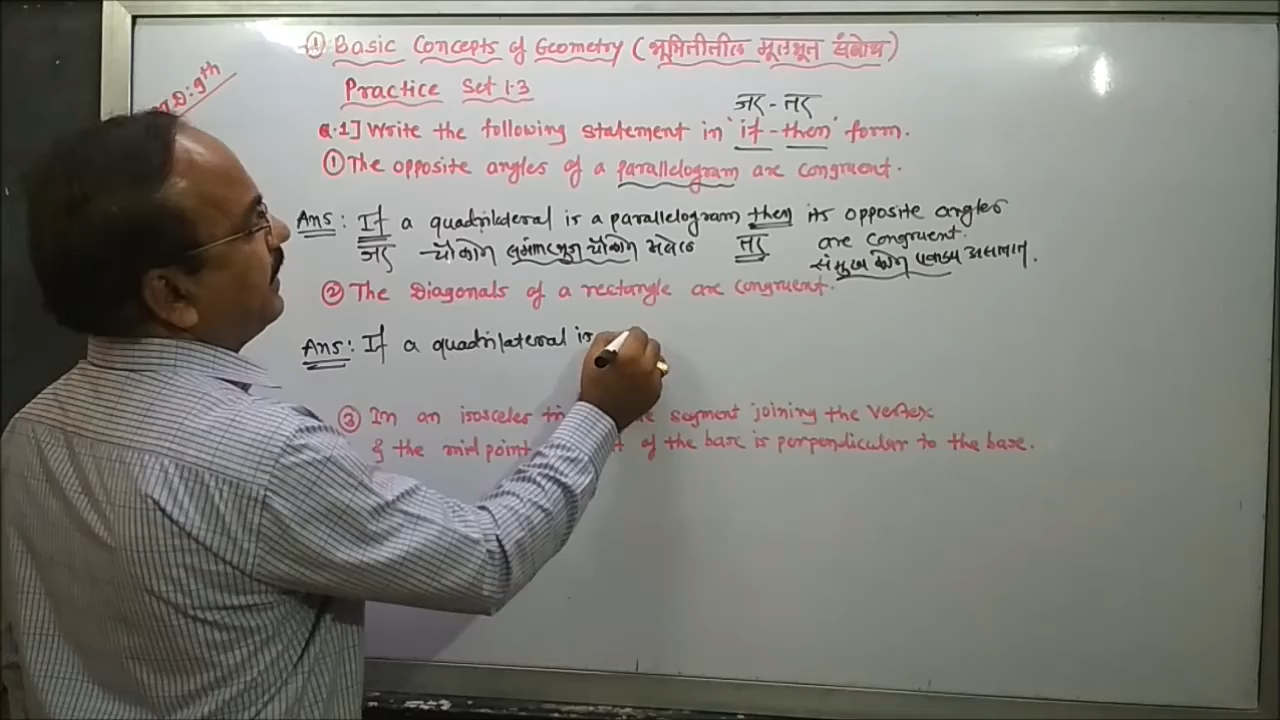 ① Basic Concepts of Geometry (भूमितीतील मूलभूत संबोध)
D: 9th
Practice Set 1.3
जर - तर
Q.1] Write the following statement in 'if - then' form.
① The opposite angles of a parallelogram are congruent.
Ans: If a quadrilateral is a parallelogram then its opposite angles
are congruent.
जर चौकोन समांतरभुज चौकोन असेल तर
संमुख कोन एकरूप असतात.
② The Diagonals of a rectangle are congruent.
Ans: If a quadrilateral is
③ In an isosceles segment joining the vertex
& the mid point of the base is perpendicular to the base.